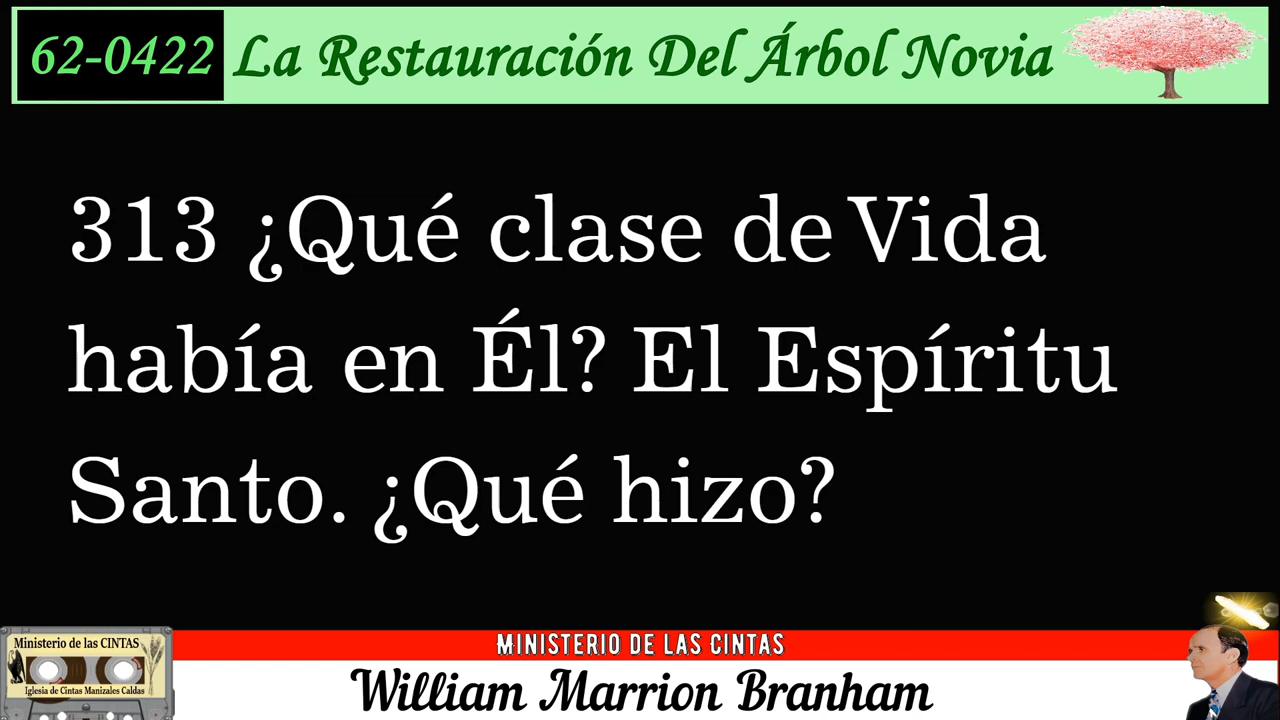 62-0422 La Restauración Del Árbol Novia
313 ¿Qué clase de Vida
había en Él? El Espíritu
Santo. ¿Qué hizo?
Ministerio de las CINTAS
Iglesia de Cintas Manizales Caldas
MINISTERIO DE LAS CINTAS
William Marrion Branham